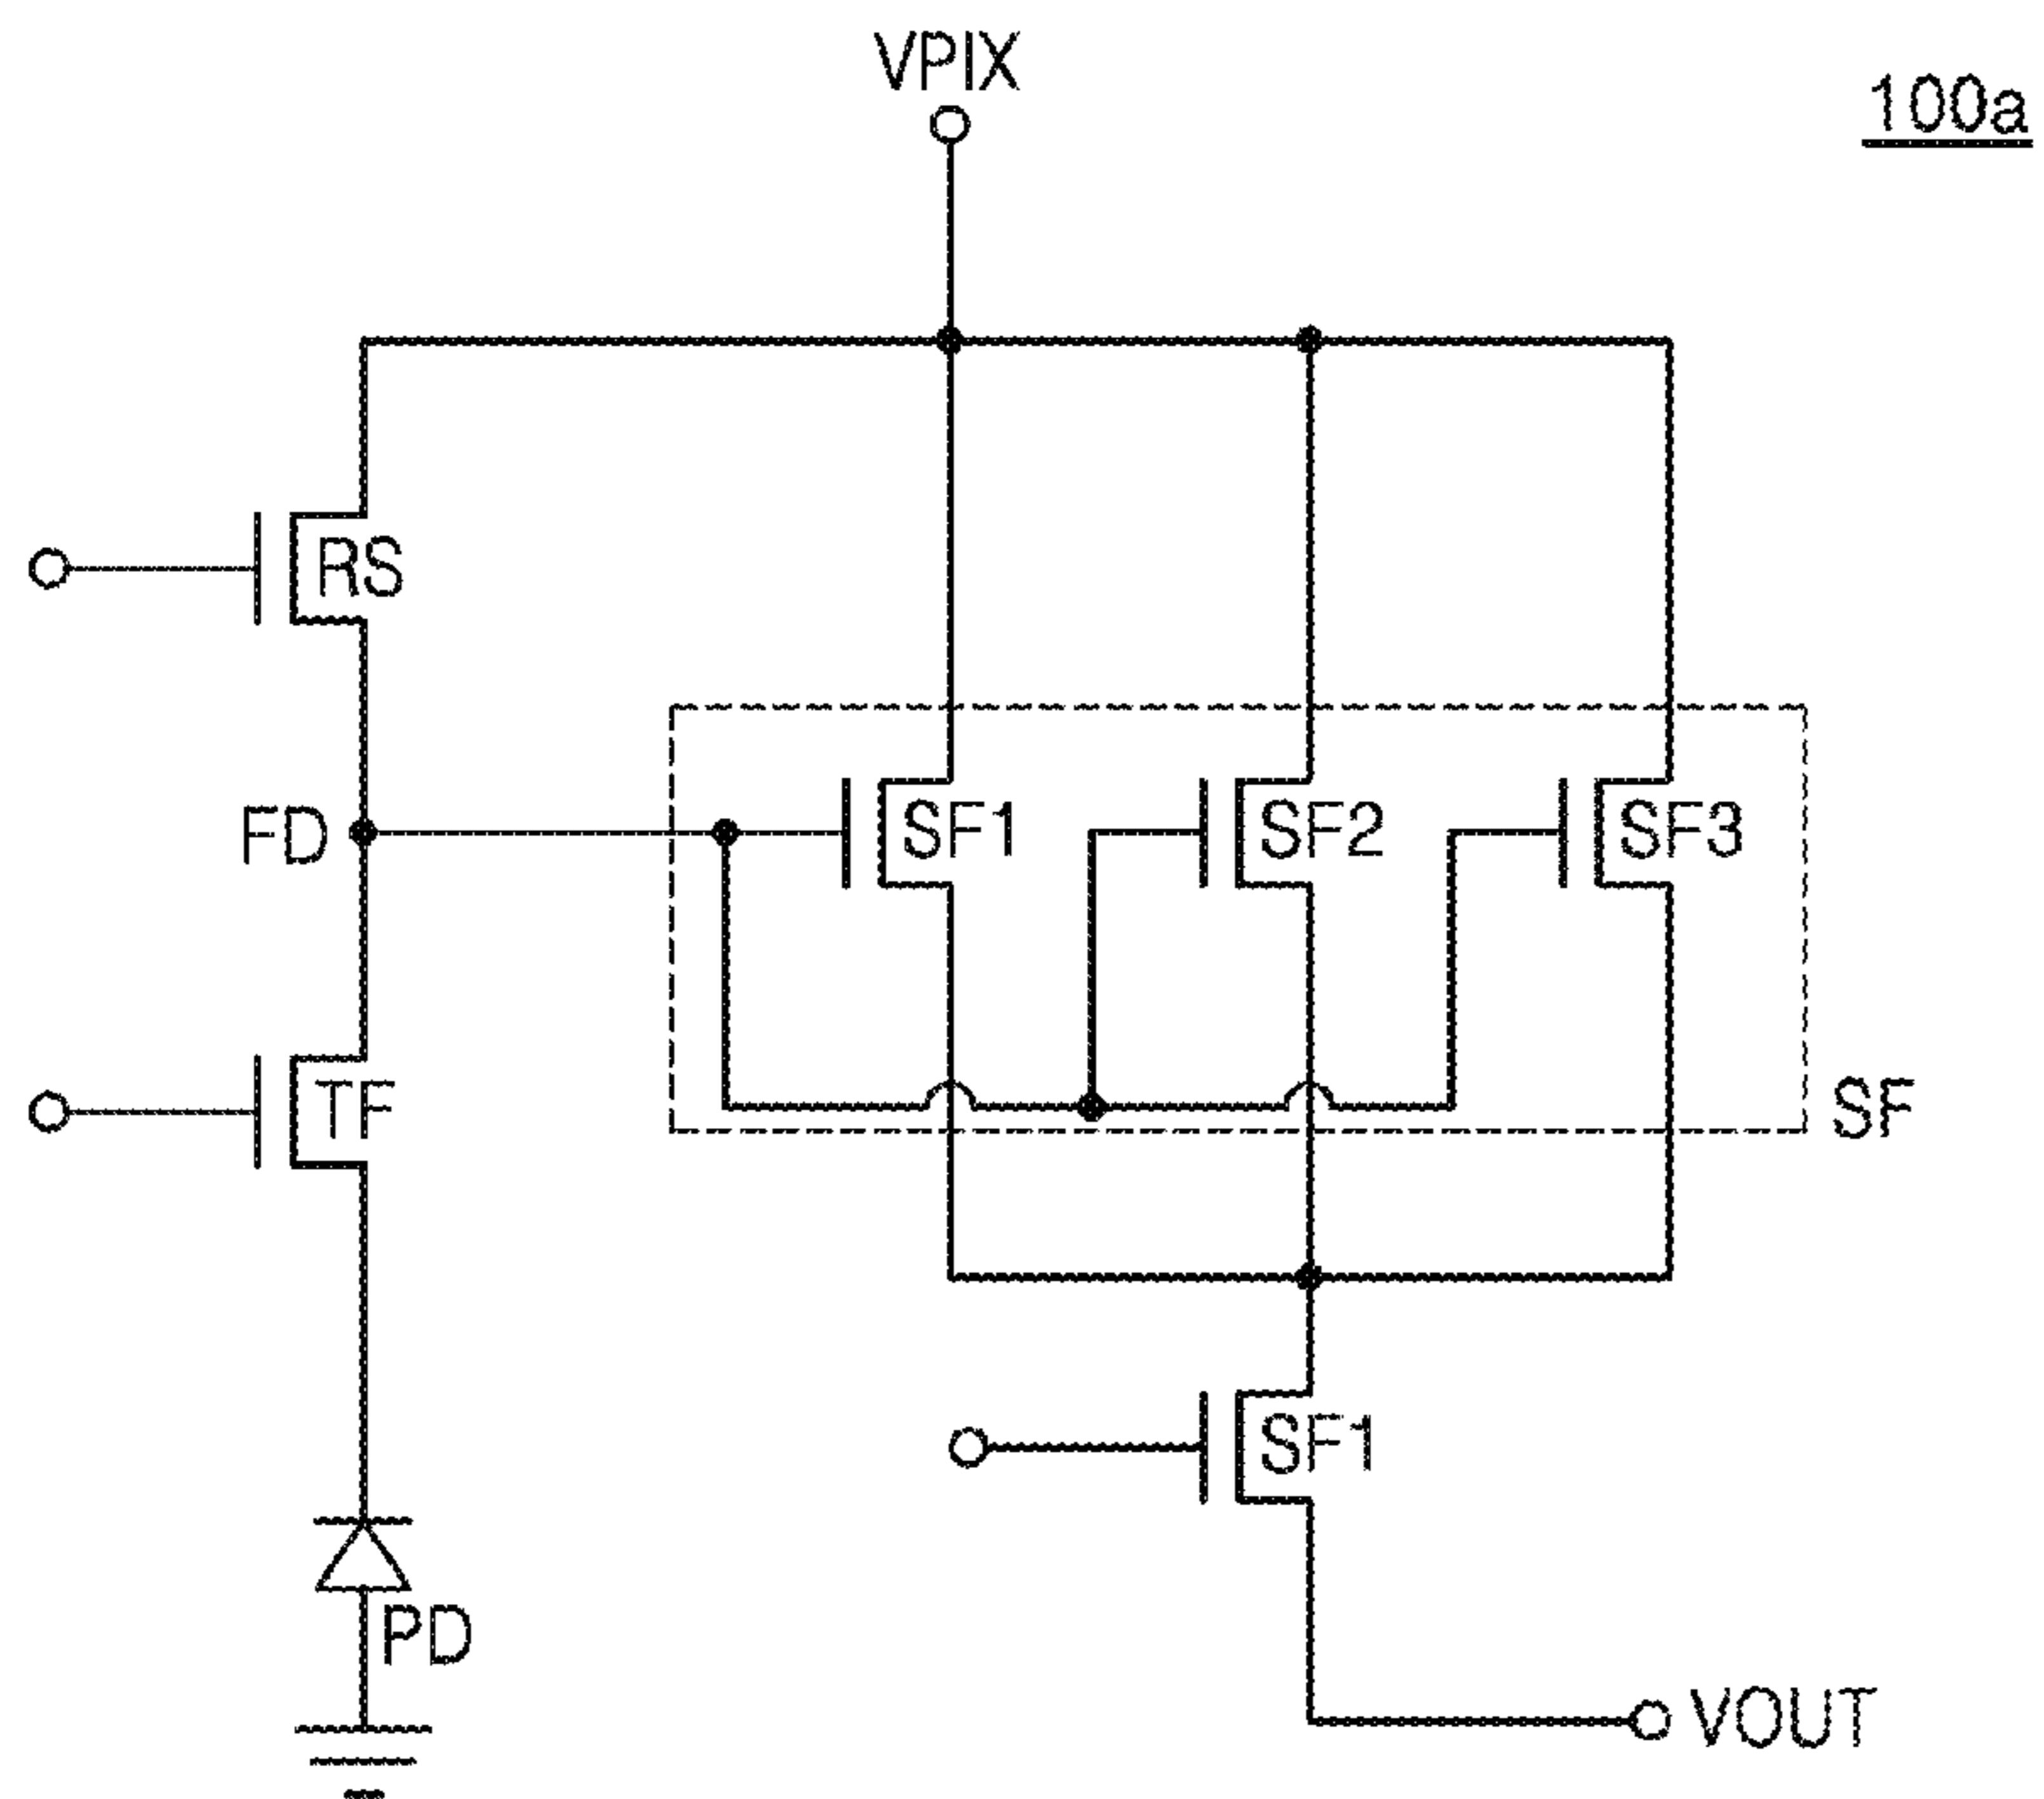 VPIX
100a
RS
FD
SF1
SF2
SF3
TF
SF
SF1
PD
VOUT